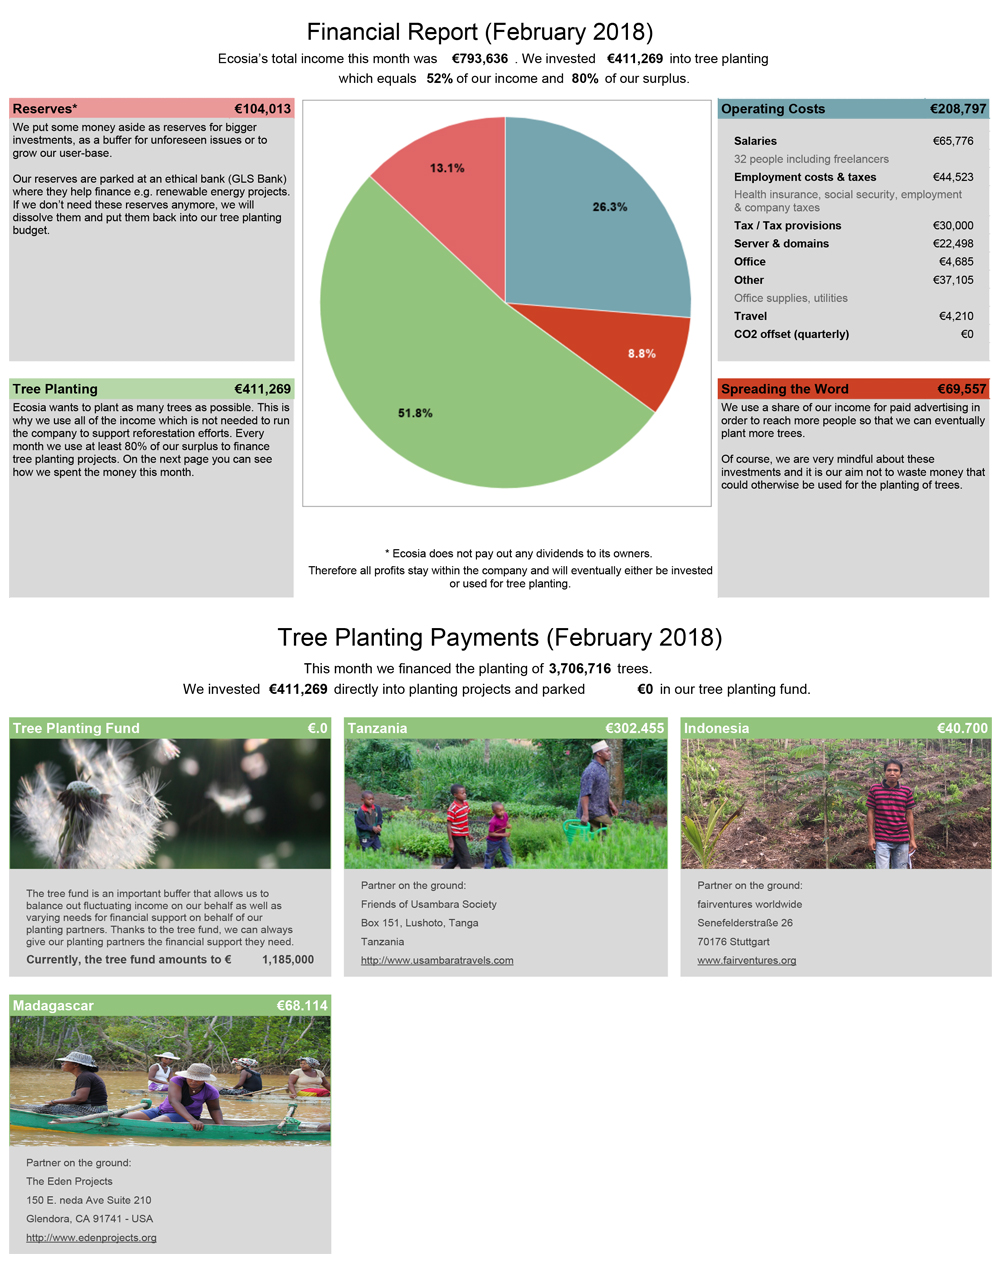 Financial Report (February 2018)
Ecosia's total income this month was €793,636 . We invested €411,269 into tree planting
which equals 52% of our income and 80% of our surplus.
Reserves* €104,013
We put some money aside as reserves for bigger
investments, as a buffer for unforeseen issues or to
grow our user-base.
Our reserves are parked at an ethical bank (GLS Bank)
where they help finance e.g. renewable energy projects.
If we don't need these reserves anymore, we will
dissolve them and put them back into our tree planting
budget.
Tree Planting €411,269
Ecosia wants to plant as many trees as possible. This is
why we use all of the income which is not needed to run
the company to support reforestation efforts. Every
month we use at least 80% of our surplus to finance
tree planting projects. On the next page you can see
how we spent the money this month.
13.1%
26.3%
8.8%
51.8%
* Ecosia does not pay out any dividends to its owners.
Therefore all profits stay within the company and will eventually either be invested
or used for tree planting.
Operating Costs €208,797
Salaries €65,776
32 people including freelancers
Employment costs & taxes €44,523
Health insurance, social security, employment
& company taxes
Tax / Tax provisions €30,000
Server & domains €22,498
Office €4,685
Other €37,105
Office supplies, utilities
Travel €4,210
CO2 offset (quarterly) €0
Spreading the Word €69,557
We use a share of our income for paid advertising in
order to reach more people so that we can eventually
plant more trees.
Of course, we are very mindful about these
investments and it is our aim not to waste money that
could otherwise be used for the planting of trees.
Tree Planting Payments (February 2018)
This month we financed the planting of 3,706,716 trees.
We invested €411,269 directly into planting projects and parked €0 in our tree planting fund.
Tree Planting Fund €.0
The tree fund is an important buffer that allows us to
balance out fluctuating income on our behalf as well as
varying needs for financial support on behalf of our
planting partners. Thanks to the tree fund, we can always
give our planting partners the financial support they need.
Currently, the tree fund amounts to € 1,185,000
Tanzania €302.455
Partner on the ground:
Friends of Usambara Society
Box 151, Lushoto, Tanga
Tanzania
http://www.usambaratravels.com
Indonesia €40.700
Partner on the ground:
fairventures worldwide
Senefelderstraße 26
70176 Stuttgart
www.fairventures.org
Madagascar €68.114
Partner on the ground:
The Eden Projects
150 E. neda Ave Suite 210
Glendora, CA 91741 - USA
http://www.edenprojects.org